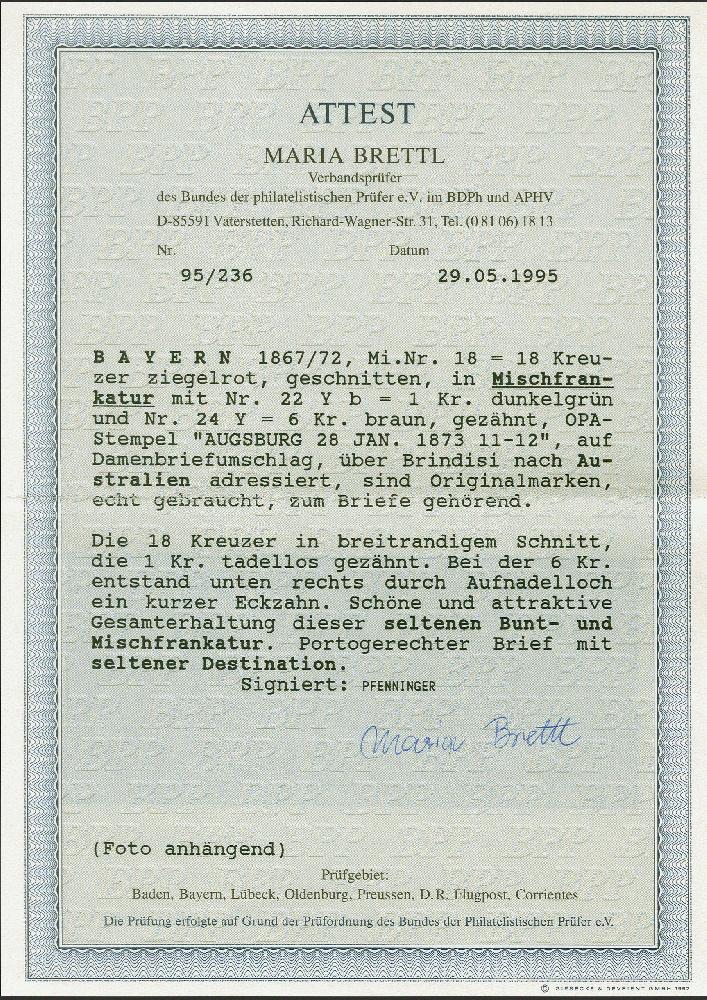 ATTEST
MARIA BRETTL
Verbandsprüfer
des Bundes der philatelistischen Prüfer e.V. im BDPh und APHV
D-85591 Vaterstetten, Richard-Wagner-Str. 31, Tel. (0 81 06) 18 13
Nr. Datum
95/236 29.05.1995
B A Y E R N 1867/72, Mi.Nr. 18 = 18 Kreu-
zer ziegelrot, geschnitten, in Mischfran-
katur mit Nr. 22 Y b = 1 Kr. dunkelgrün
und Nr. 24 Y = 6 Kr. braun, gezähnt, OPA-
Stempel "AUGSBURG 28 JAN. 1873 11-12", auf
Damenbriefumschlag, über Brindisi nach Au-
stralien adressiert, sind Originalmarken,
echt gebraucht, zum Briefe gehörend.
Die 18 Kreuzer in breitrandigem Schnitt,
die 1 Kr. tadellos gezähnt. Bei der 6 Kr.
entstand unten rechts durch Aufnadelloch
ein kurzer Eckzahn. Schöne und attraktive
Gesamterhaltung dieser seltenen Bunt- und
Mischfrankatur. Portogerechter Brief mit
seltener Destination.
Signiert: PFENNINGER
Maria Brettl
(Foto anhängend)
Prüfgebiet:
Baden, Bayern, Lübeck, Oldenburg, Preussen, D.R. Flugpost, Corrientes
Die Prüfung erfolgte auf Grund der Prüfordnung des Bundes der Philatelistischen Prüfer e.V.
© GIESECKE & DEVRIENT GMBH 1992